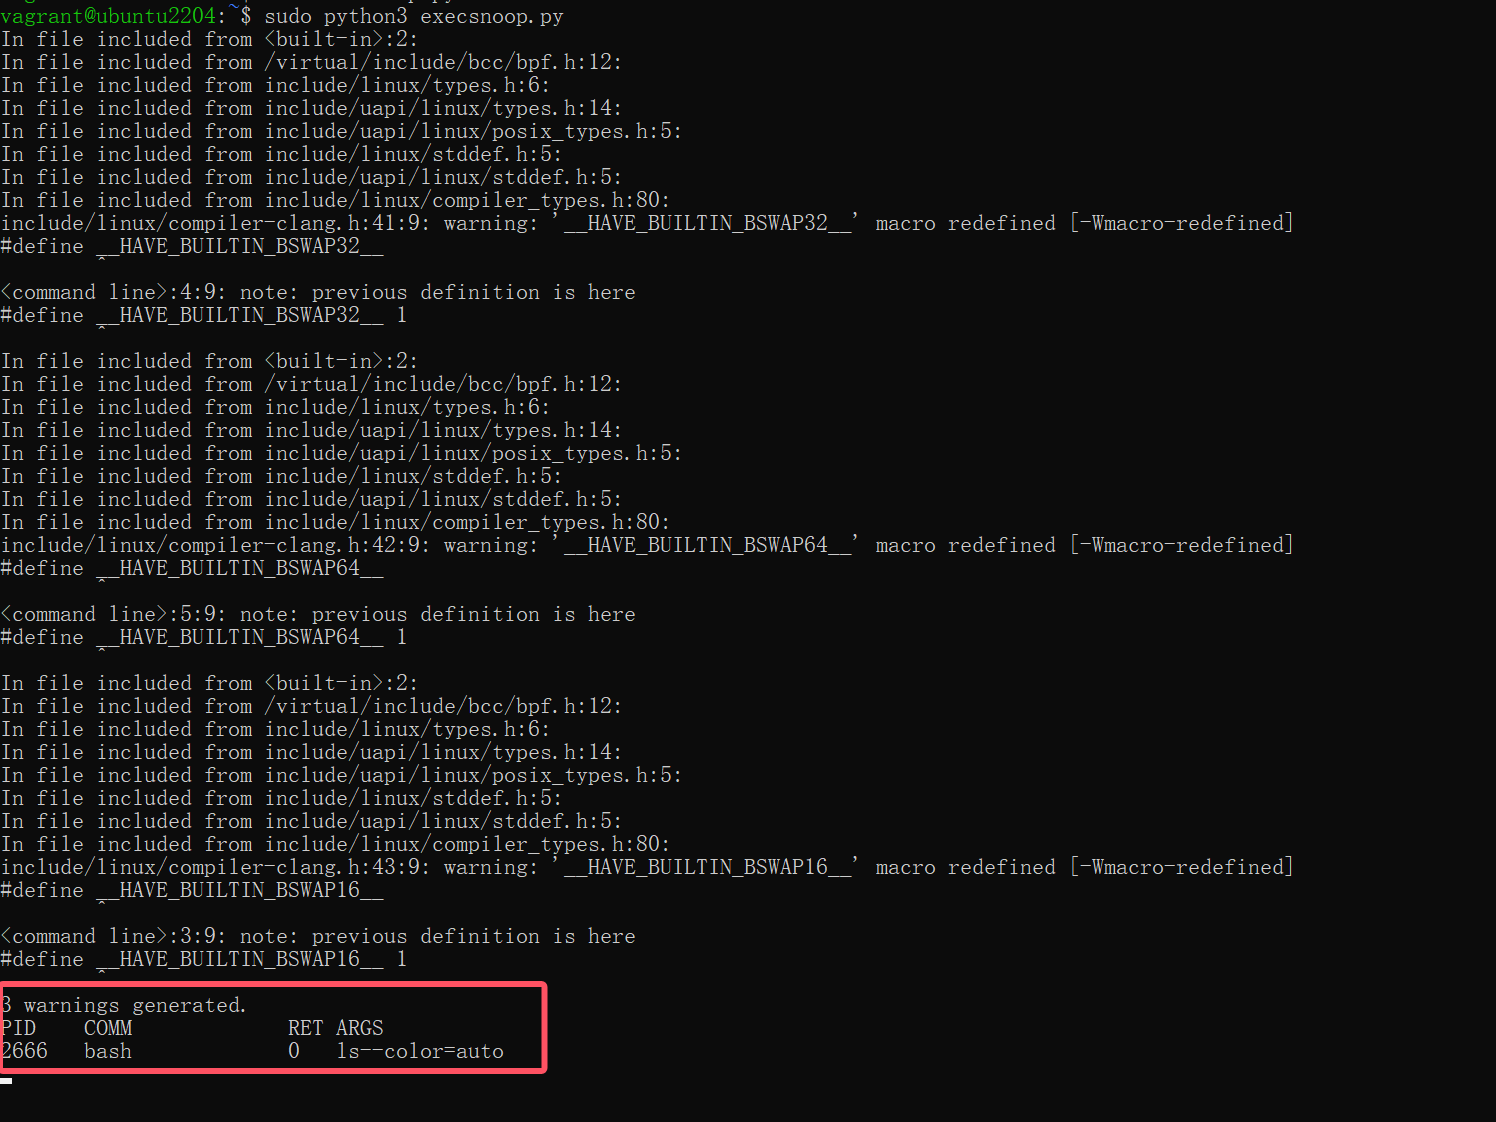 vagrant@ubuntu2204:~$ sudo python3 execsnoop.py
In file included from <built-in>:2:
In file included from /virtual/include/bcc/bpf.h:12:
In file included from include/linux/types.h:6:
In file included from include/uapi/linux/types.h:14:
In file included from include/uapi/linux/posix_types.h:5:
In file included from include/linux/stddef.h:5:
In file included from include/uapi/linux/stddef.h:5:
In file included from include/linux/compiler_types.h:80:
include/linux/compiler-clang.h:41:9: warning: '__HAVE_BUILTIN_BSWAP32__' macro redefined [-Wmacro-redefined]
#define __HAVE_BUILTIN_BSWAP32__
        ^
<command line>:4:9: note: previous definition is here
#define __HAVE_BUILTIN_BSWAP32__ 1
        ^
In file included from <built-in>:2:
In file included from /virtual/include/bcc/bpf.h:12:
In file included from include/linux/types.h:6:
In file included from include/uapi/linux/types.h:14:
In file included from include/uapi/linux/posix_types.h:5:
In file included from include/linux/stddef.h:5:
In file included from include/uapi/linux/stddef.h:5:
In file included from include/linux/compiler_types.h:80:
include/linux/compiler-clang.h:42:9: warning: '__HAVE_BUILTIN_BSWAP64__' macro redefined [-Wmacro-redefined]
#define __HAVE_BUILTIN_BSWAP64__
        ^
<command line>:5:9: note: previous definition is here
#define __HAVE_BUILTIN_BSWAP64__ 1
        ^
In file included from <built-in>:2:
In file included from /virtual/include/bcc/bpf.h:12:
In file included from include/linux/types.h:6:
In file included from include/uapi/linux/types.h:14:
In file included from include/uapi/linux/posix_types.h:5:
In file included from include/linux/stddef.h:5:
In file included from include/uapi/linux/stddef.h:5:
In file included from include/linux/compiler_types.h:80:
include/linux/compiler-clang.h:43:9: warning: '__HAVE_BUILTIN_BSWAP16__' macro redefined [-Wmacro-redefined]
#define __HAVE_BUILTIN_BSWAP16__
        ^
<command line>:3:9: note: previous definition is here
#define __HAVE_BUILTIN_BSWAP16__ 1
        ^
3 warnings generated.
PID    COMM             RET ARGS
2666   bash             0   ls--color=auto